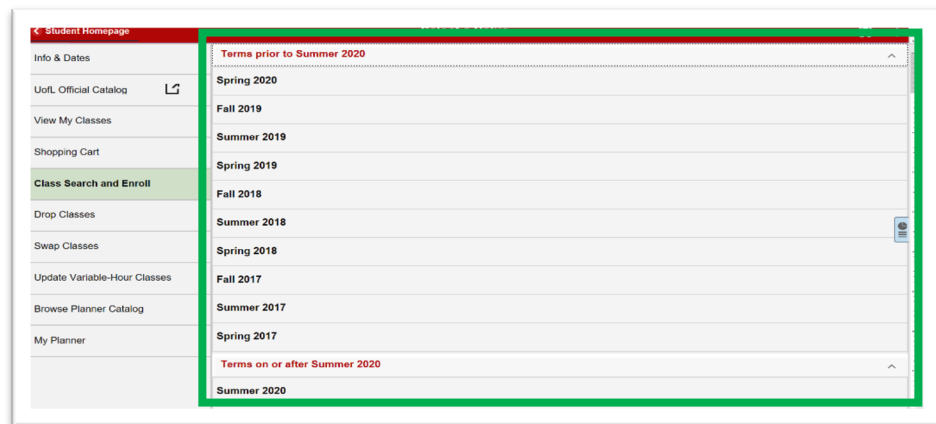 Student Homepage
Info & Dates
UofL Official Catalog
View My Classes
Shopping Cart
Class Search and Enroll
Drop Classes
Swap Classes
Update Variable-Hour Classes
Browse Planner Catalog
My Planner
Terms prior to Summer 2020
Spring 2020
Fall 2019
Summer 2019
Spring 2019
Fall 2018
Summer 2018
Spring 2018
Fall 2017
Summer 2017
Spring 2017
Terms on or after Summer 2020
Summer 2020